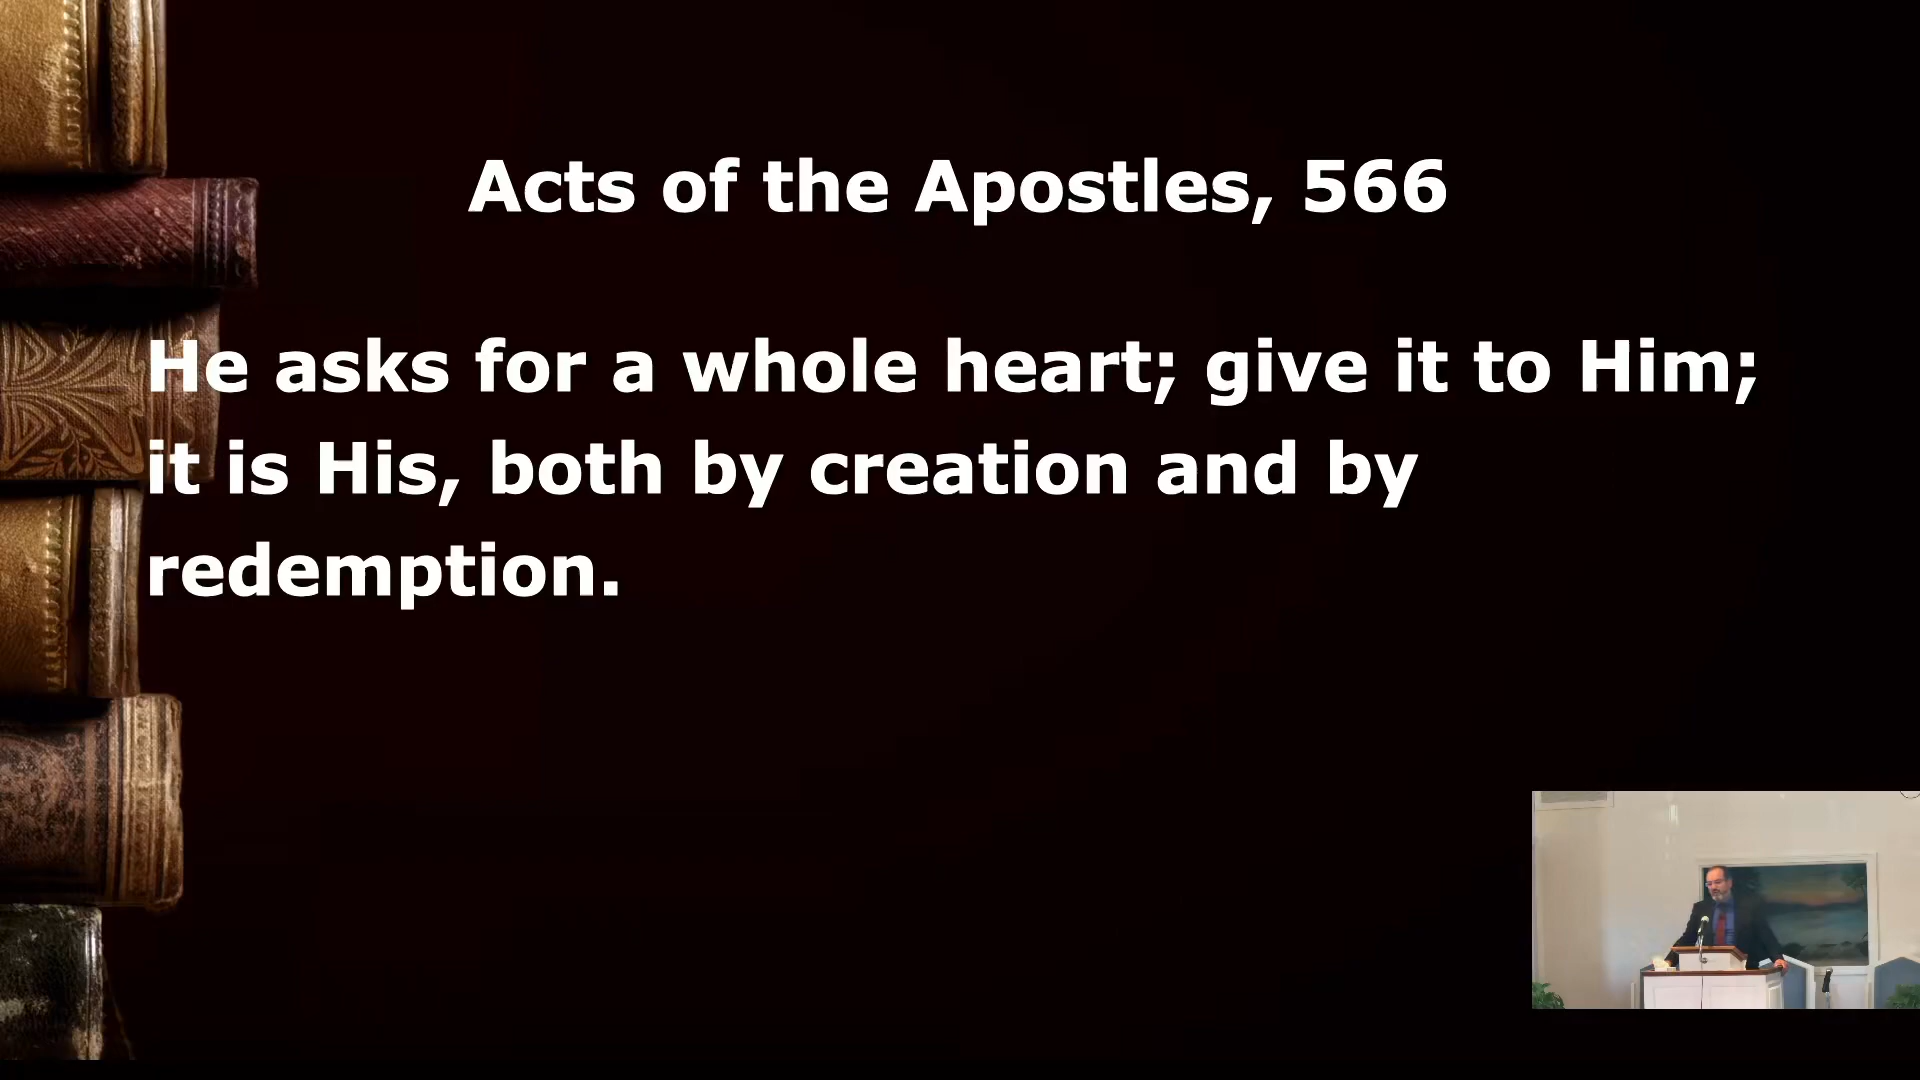 Acts of the Apostles, 566
He asks for a whole heart; give it to Him;
it is His, both by creation and by
redemption.